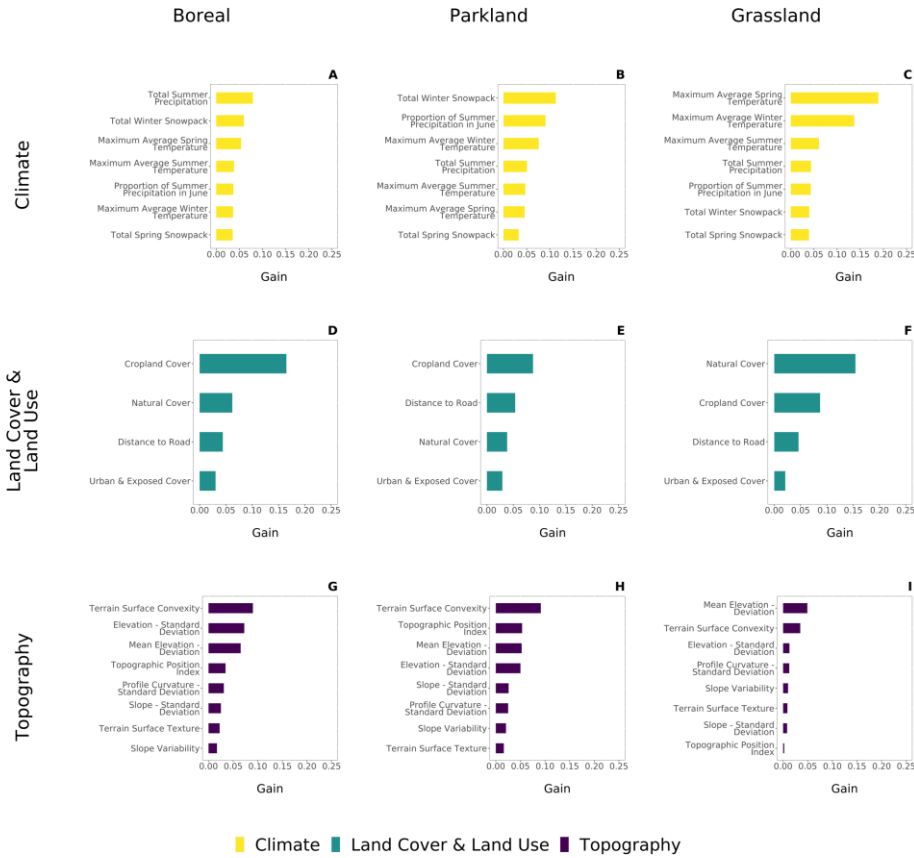 Boreal
Parkland
Grassland
Climate
A
Total Summer
Precipitation
Total Winter Snowpack
Maximum Average Spring
Temperature
Maximum Average Summer
Temperature
Proportion of Summer
Precipitation in June
Maximum Average Winter
Temperature
Total Spring Snowpack
0.00 0.05 0.10 0.15 0.20 0.25
Gain
B
Total Winter Snowpack
Proportion of Summer
Precipitation in June
Maximum Average Winter
Temperature
Total Summer
Precipitation
Maximum Average Summer
Temperature
Maximum Average Spring
Temperature
Total Spring Snowpack
0.00 0.05 0.10 0.15 0.20 0.25
Gain
C
Maximum Average Spring
Temperature
Maximum Average Winter
Temperature
Maximum Average Summer
Temperature
Total Summer
Precipitation
Proportion of Summer
Precipitation in June
Total Winter Snowpack
Total Spring Snowpack
0.00 0.05 0.10 0.15 0.20 0.25
Gain
Land Cover &
Land Use
D
Cropland Cover
Natural Cover
Distance to Road
Urban & Exposed Cover
0.00 0.05 0.10 0.15 0.20 0.25
Gain
E
Cropland Cover
Distance to Road
Natural Cover
Urban & Exposed Cover
0.00 0.05 0.10 0.15 0.20 0.25
Gain
F
Natural Cover
Cropland Cover
Distance to Road
Urban & Exposed Cover
0.00 0.05 0.10 0.15 0.20 0.25
Gain
Topography
G
Terrain Surface Convexity
Elevation - Standard
Deviation
Mean Elevation -
Deviation
Topographic Position
Index
Profile Curvature -
Standard Deviation
Slope - Standard
Deviation
Terrain Surface Texture
Slope Variability
0.00 0.05 0.10 0.15 0.20 0.25
Gain
H
Terrain Surface Convexity
Topographic Position
Index
Mean Elevation -
Deviation
Elevation - Standard
Deviation
Slope - Standard
Deviation
Profile Curvature -
Standard Deviation
Slope Variability
Terrain Surface Texture
0.00 0.05 0.10 0.15 0.20 0.25
Gain
I
Mean Elevation -
Deviation
Terrain Surface Convexity
Elevation - Standard
Deviation
Profile Curvature -
Standard Deviation
Slope Variability
Terrain Surface Texture
Slope - Standard
Deviation
Topographic Position
Index
0.00 0.05 0.10 0.15 0.20 0.25
Gain
Climate Land Cover & Land Use Topography